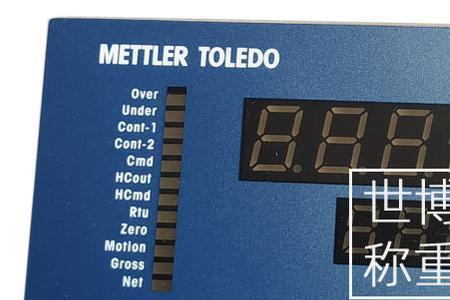 METTLER TOLEDO
Over
Under
Cont-1
Cont-2
Cmd
HCout
HCmd
Rtu
Zero
Motion
Gross
Net
世博
称重